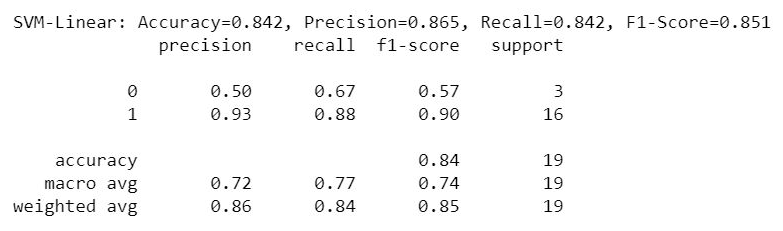 SVM-Linear: Accuracy=0.842, Precision=0.865, Recall=0.842, F1-Score=0.851
precision recall f1-score support
0 0.50 0.67 0.57 3
1 0.93 0.88 0.90 16
accuracy 0.84 19
macro avg 0.72 0.77 0.74 19
weighted avg 0.86 0.84 0.85 19